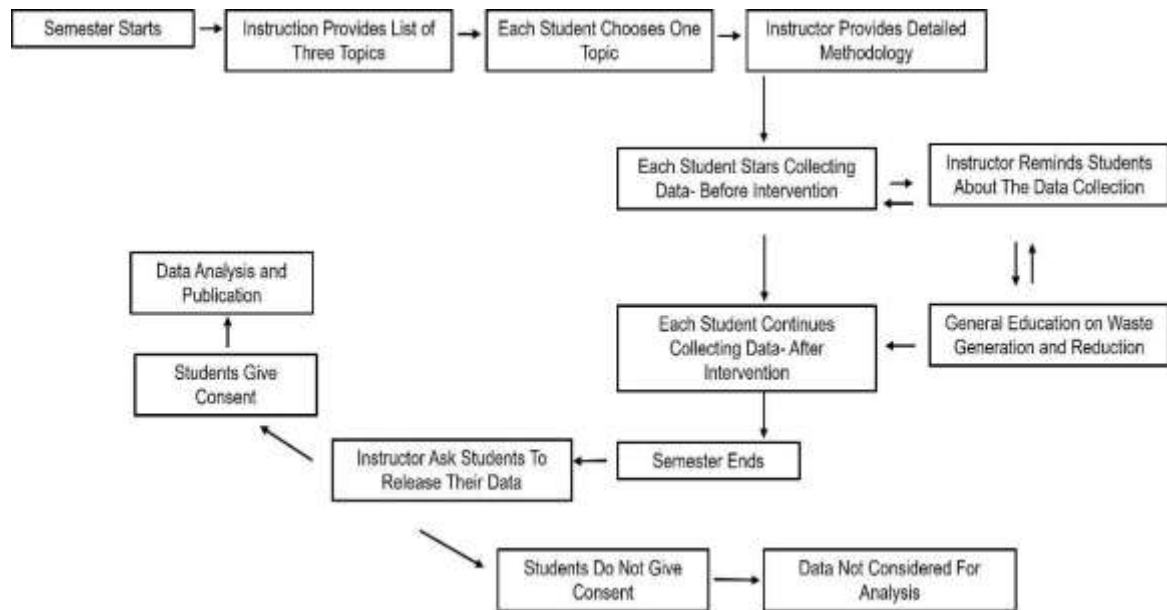 Semester Starts
Instruction Provides List of
Three Topics
Each Student Chooses One
Topic
Instructor Provides Detailed
Methodology
Each Student Stars Collecting
Data- Before Intervention
Instructor Reminds Students
About The Data Collection
Data Analysis and
Publication
Each Student Continues
Collecting Data- After
Intervention
General Education on Waste
Generation and Reduction
Students Give
Consent
Instructor Ask Students To
Release Their Data
Semester Ends
Students Do Not Give
Consent
Data Not Considered For
Analysis